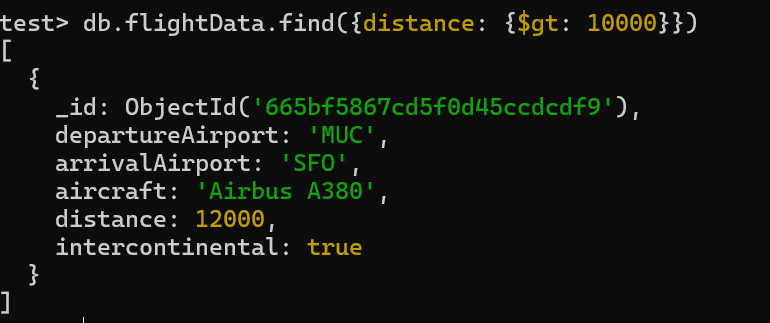 test> db.flightData.find({distance: {$gt: 10000}})
[
  {
    _id: ObjectId('665bf5867cd5f0d45ccdcdf9'),
    departureAirport: 'MUC',
    arrivalAirport: 'SFO',
    aircraft: 'Airbus A380',
    distance: 12000,
    intercontinental: true
  }
]